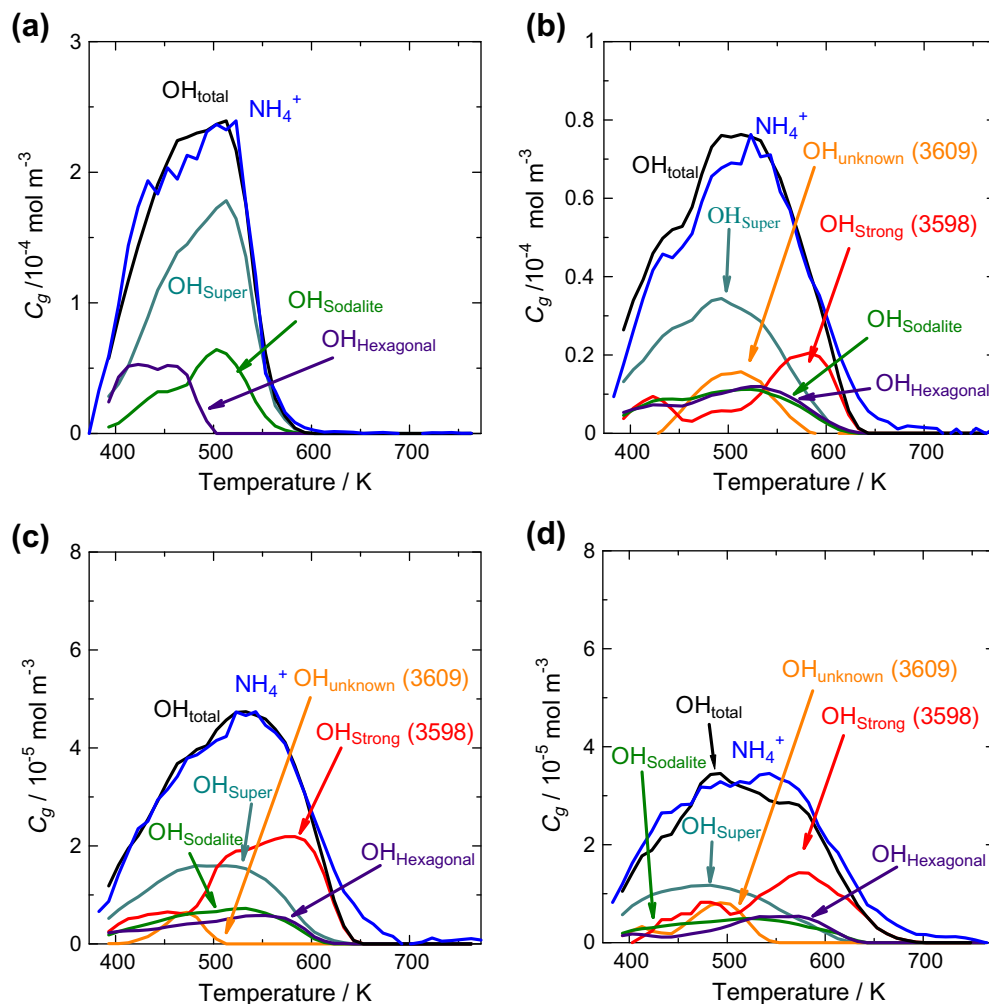 (a)
3
2
1
0
C_g /10⁻⁴ mol m⁻³
OH_total
NH₄⁺
OH_Super
OH_Sodalite
OH_Hexagonal
400 500 600 700
Temperature / K
(b)
1
0.8
0.6
0.4
0.2
0
C_g /10⁻⁴ mol m⁻³
NH₄⁺
OH_total
OH_unknown (3609)
OH_Super
OH_Strong (3598)
OH_Sodalite
OH_Hexagonal
400 500 600 700
Temperature / K
(c)
8
6
4
2
0
C_g / 10⁻⁵ mol m⁻³
OH_unknown (3609)
NH₄⁺
OH_total
OH_Strong (3598)
OH_Super
OH_Sodalite
OH_Hexagonal
400 500 600 700
Temperature / K
(d)
8
6
4
2
0
C_g / 10⁻⁵ mol m⁻³
OH_unknown (3609)
OH_total
OH_Strong (3598)
NH₄⁺
OH_Sodalite
OH_Super
OH_Hexagonal
400 500 600 700
Temperature / K